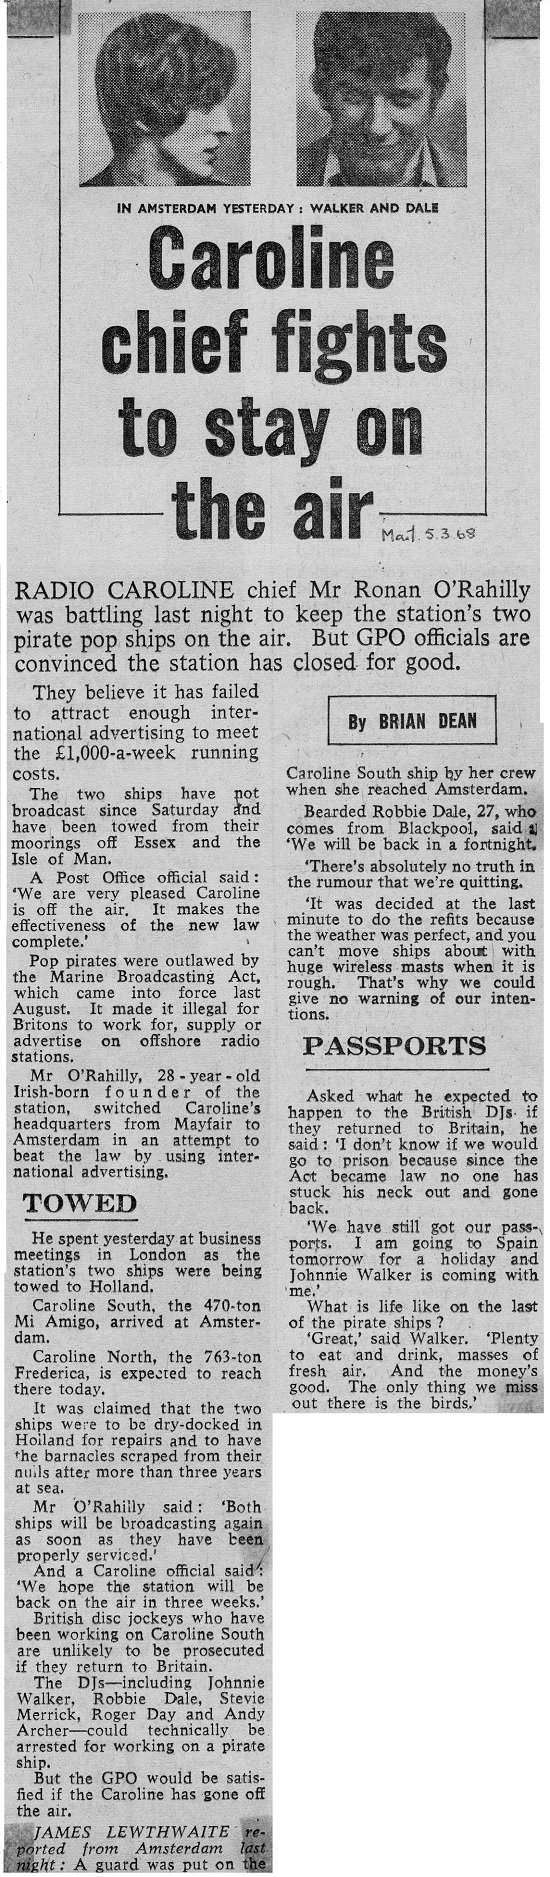 IN AMSTERDAM YESTERDAY : WALKER AND DALE
Caroline
chief fights
to stay on
the air
Mail. 5.3.68
RADIO CAROLINE chief Mr Ronan O'Rahilly
was battling last night to keep the station's two
pirate pop ships on the air. But GPO officials are
convinced the station has closed for good.
They believe it has failed
to attract enough inter-
national advertising to meet
the £1,000-a-week running
costs.
The two ships have not
broadcast since Saturday and
have been towed from their
moorings off Essex and the
Isle of Man.
A Post Office official said :
'We are very pleased Caroline
is off the air. It makes the
effectiveness of the new law
complete.'
Pop pirates were outlawed by
the Marine Broadcasting Act,
which came into force last
August. It made it illegal for
Britons to work for, supply or
advertise on offshore radio
stations.
Mr O'Rahilly, 28-year-old
Irish-born founder of the
station, switched Caroline's
headquarters from Mayfair to
Amsterdam in an attempt to
beat the law by using inter-
national advertising.
TOWED
He spent yesterday at business
meetings in London as the
station's two ships were being
towed to Holland.
Caroline South, the 470-ton
Mi Amigo, arrived at Amster-
dam.
Caroline North, the 763-ton
Frederica, is expected to reach
there today.
It was claimed that the two
ships were to be dry-docked in
Holland for repairs and to have
the barnacles scraped from their
hulls after more than three years
at sea.
Mr O'Rahilly said : 'Both
ships will be broadcasting again
as soon as they have been
properly serviced.'
And a Caroline official said :
'We hope the station will be
back on the air in three weeks.'
British disc jockeys who have
been working on Caroline South
are unlikely to be prosecuted
if they return to Britain.
The DJs—including Johnnie
Walker, Robbie Dale, Stevie
Merrick, Roger Day and Andy
Archer—could technically be
arrested for working on a pirate
ship.
But the GPO would be satis-
fied if the Caroline has gone off
the air.
JAMES LEWTHWAITE re-
ported from Amsterdam last
night : A guard was put on the
By BRIAN DEAN
Caroline South ship by her crew
when she reached Amsterdam.
Bearded Robbie Dale, 27, who
comes from Blackpool, said :
'We will be back in a fortnight.
'There's absolutely no truth in
the rumour that we're quitting.
'It was decided at the last
minute to do the refits because
the weather was perfect, and you
can't move ships about with
huge wireless masts when it is
rough. That's why we could
give no warning of our inten-
tions.
PASSPORTS
Asked what he expected to
happen to the British DJs if
they returned to Britain, he
said : 'I don't know if we would
go to prison because since the
Act became law no one has
stuck his neck out and gone
back.
'We have still got our pass-
ports. I am going to Spain
tomorrow for a holiday and
Johnnie Walker is coming with
me.'
What is life like on the last
of the pirate ships ?
'Great,' said Walker. 'Plenty
to eat and drink, masses of
fresh air. And the money's
good. The only thing we miss
out there is the birds.'